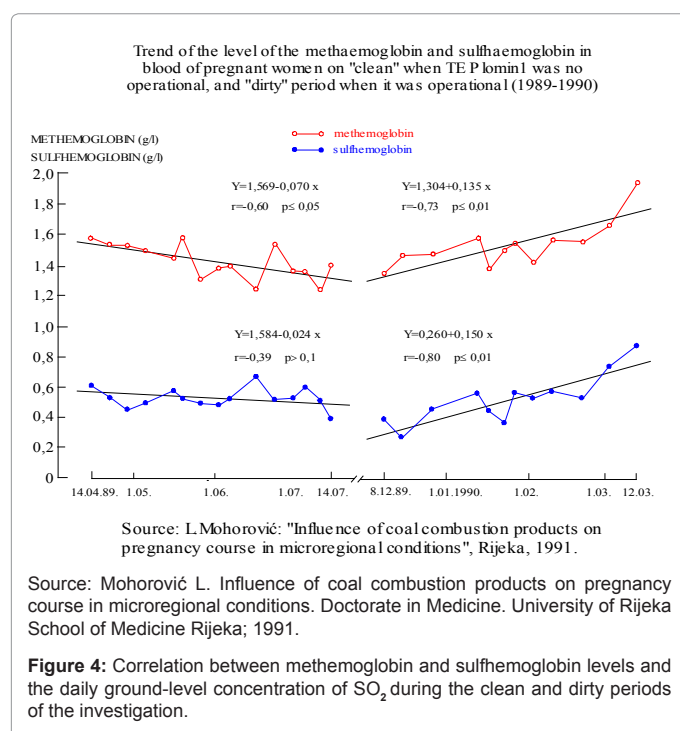 Trend of the level of the methaemoglobin and sulfhaemoglobin in
blood of pregnant women on "clean" when TEP lomin1 was no
operational, and "dirty" period when it was operational (1989-1990)
METHEMOGLOBIN (g/l)
SULFHEMOGLOBIN (g/l)
methemoglobin
sulfhemoglobin
2,0
1,8
1,6
1,4
1,2
1,0
0,8
0,6
0,4
0,2
0
Y=1,569-0,070 x
r=-0,60 p≤ 0,05
Y=1,304+0,135 x
r=-0,73 p≤ 0,01
Y=1,584-0,024 x
r=-0,39 p> 0,1
Y=0,260+0,150 x
r=-0,80 p≤ 0,01
14.04.89. 1.05. 1.06. 1.07. 14.07. 8.12.89. 1.01.1990. 1.02. 1.03. 12.03.
Source: L.Mohorović: "Influence of coal combustion products on
pregnancy course in microregional conditions", Rijeka, 1991.
Source: Mohorović L. Influence of coal combustion products on pregnancy
course in microregional conditions. Doctorate in Medicine. University of Rijeka
School of Medicine Rijeka; 1991.
Figure 4: Correlation between methemoglobin and sulfhemoglobin levels and
the daily ground-level concentration of SO₂ during the clean and dirty periods
of the investigation.